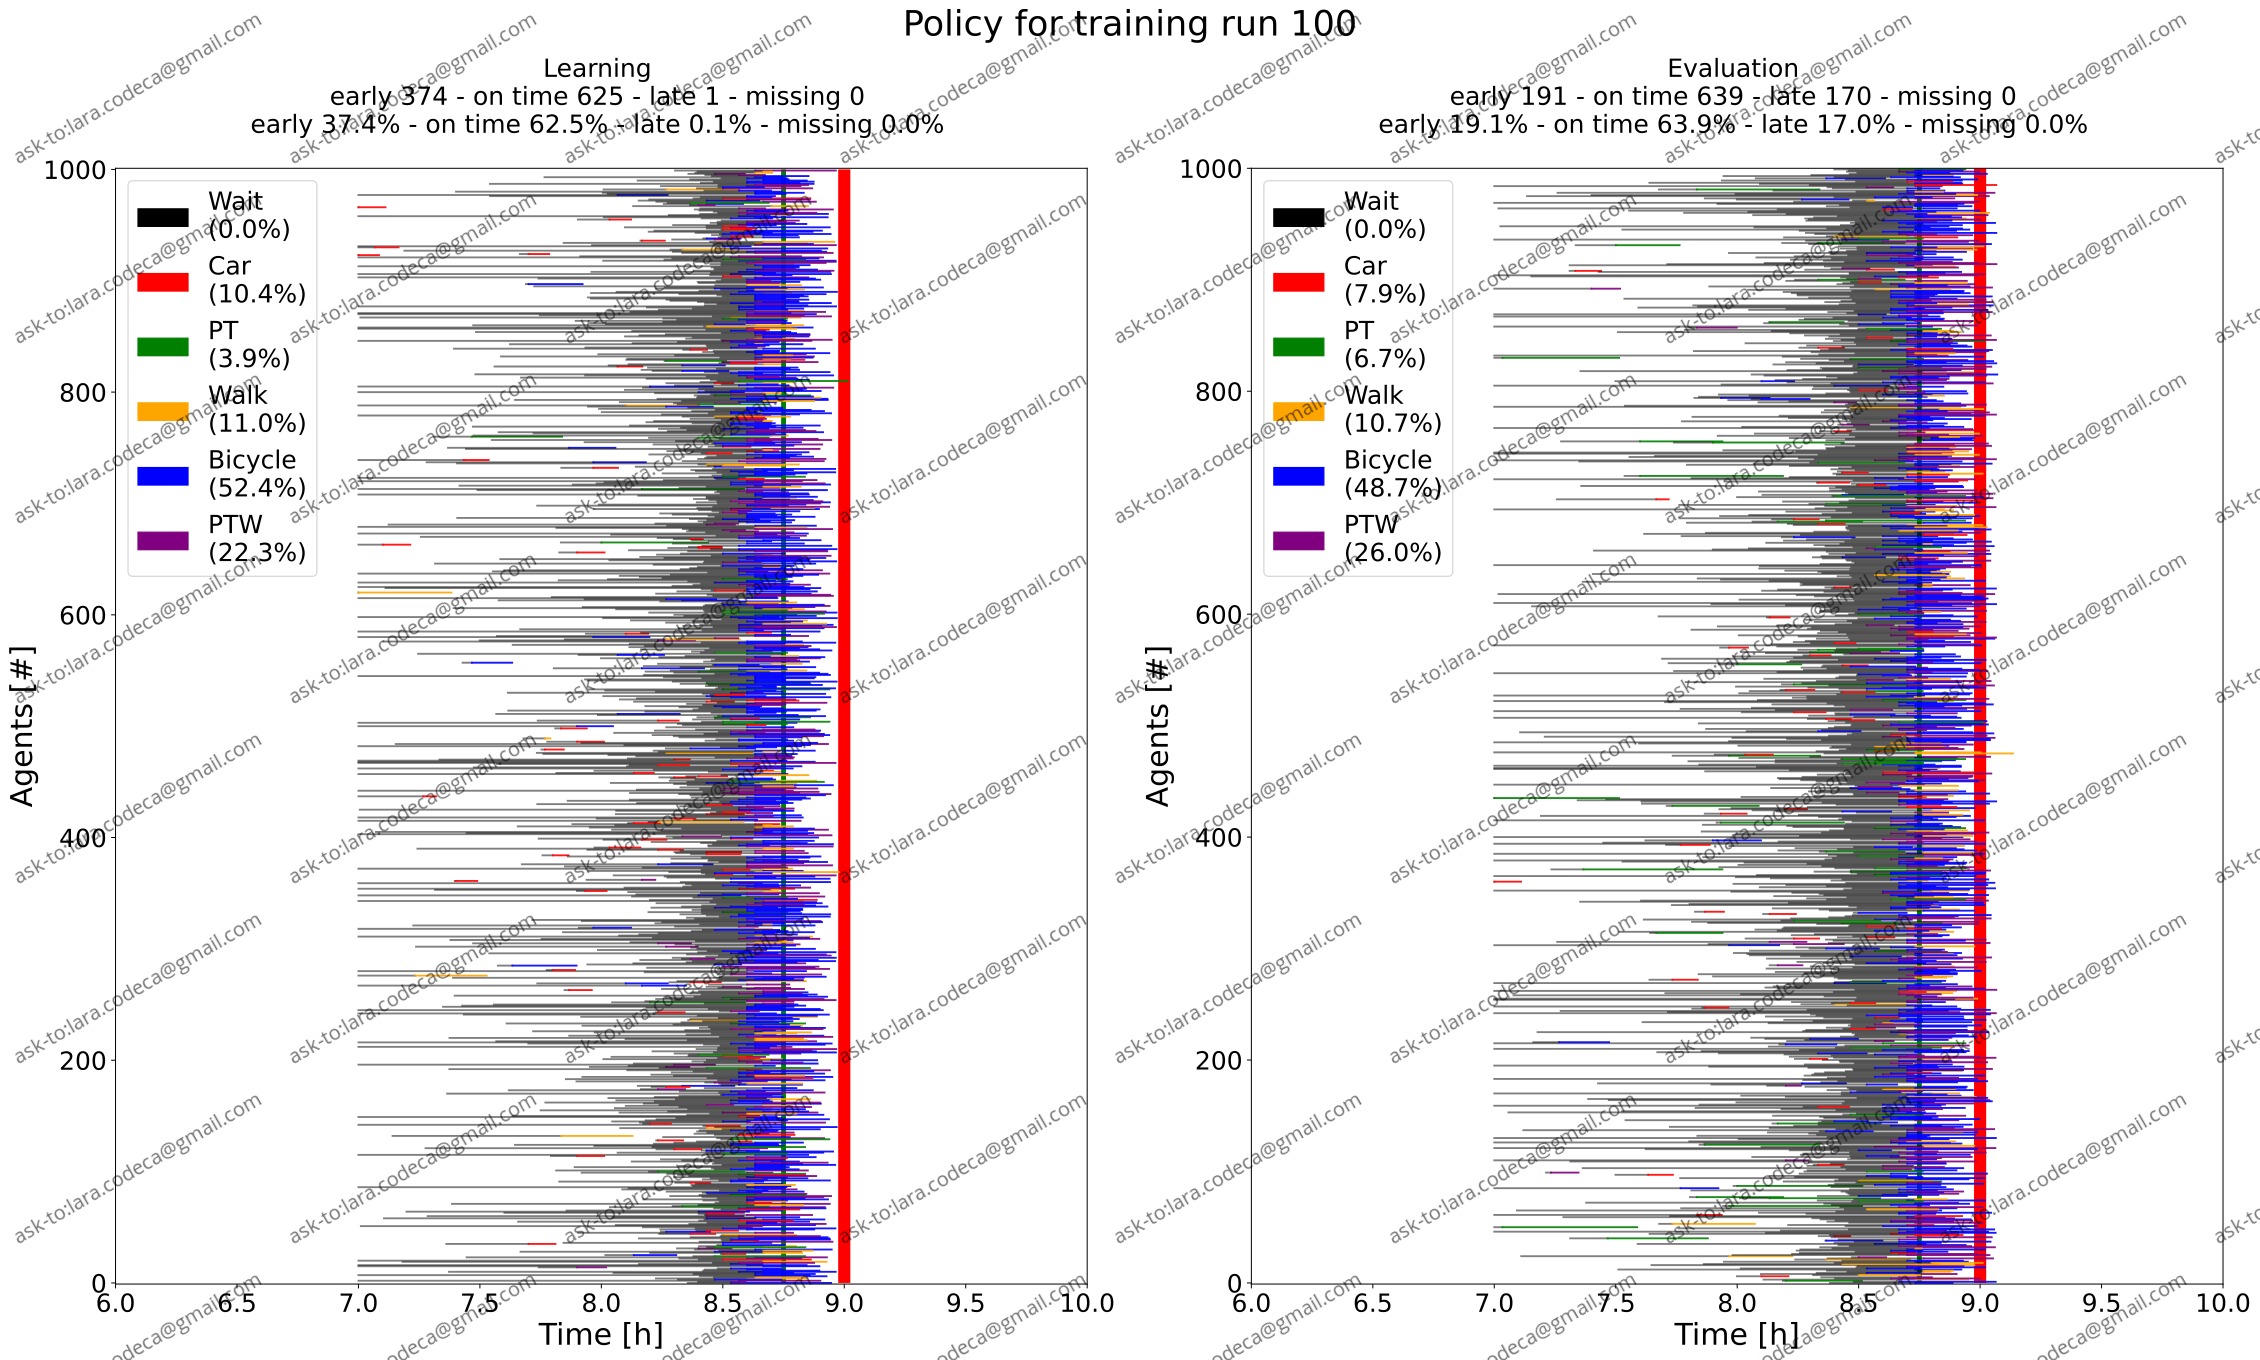 Policy for training run 100
Learning
early 374 - on time 625 - late 1 - missing 0
early 37.4% - on time 62.5% - late 0.1% - missing 0.0%
Evaluation
early 191 - on time 639 - late 170 - missing 0
early 19.1% - on time 63.9% - late 17.0% - missing 0.0%
1000
800
600
400
200
0
Agents [#]
Wait
(0.0%)
Car
(10.4%)
PT
(3.9%)
Walk
(11.0%)
Bicycle
(52.4%)
PTW
(22.3%)
6.0 6.5 7.0 7.5 8.0 8.5 9.0 9.5 10.0
Time [h]
1000
800
600
400
200
0
Agents [#]
Wait
(0.0%)
Car
(7.9%)
PT
(6.7%)
Walk
(10.7%)
Bicycle
(48.7%)
PTW
(26.0%)
6.0 6.5 7.0 7.5 8.0 8.5 9.0 9.5 10.0
Time [h]
ask-to:lara.codeca@gmail.com